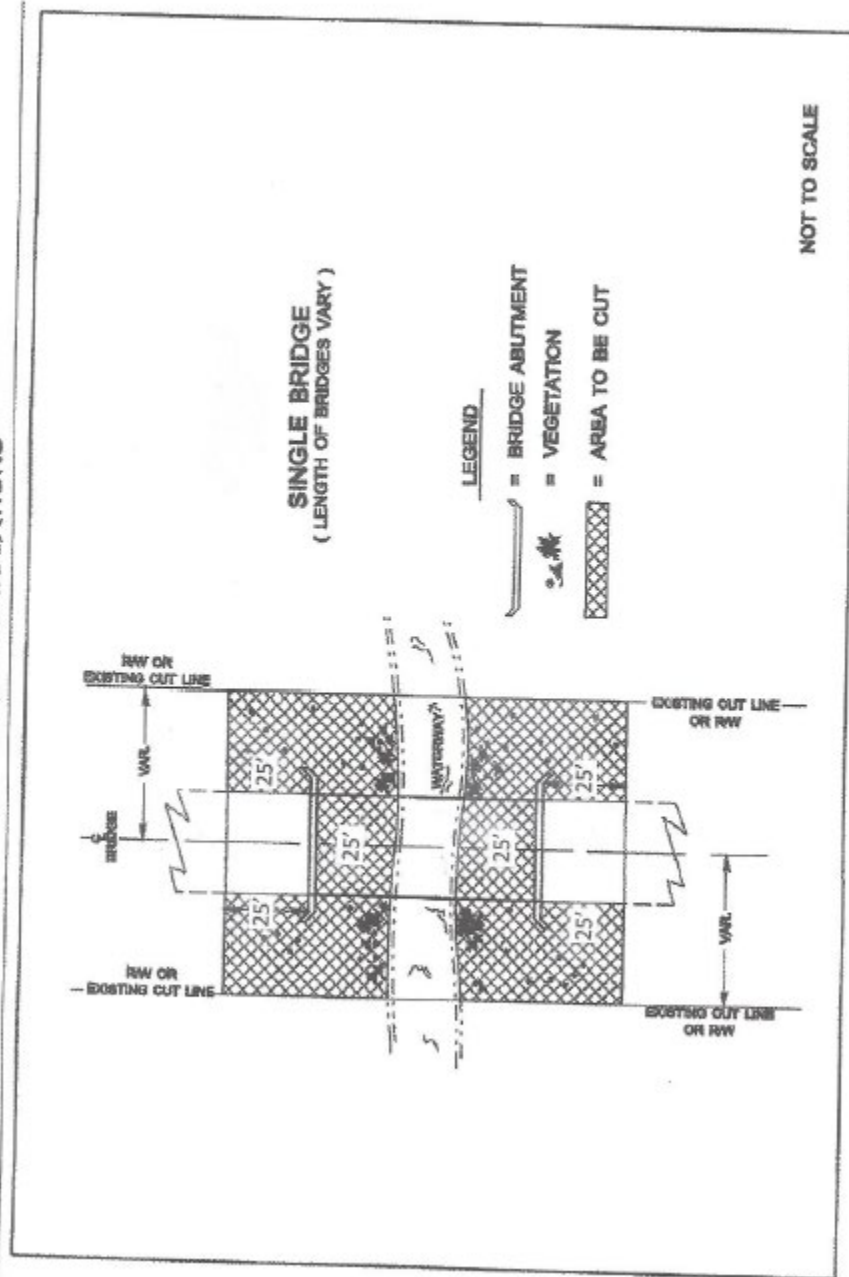 SINGLE BRIDGE
( LENGTH OF BRIDGES VARY )
LEGEND
= BRIDGE ABUTMENT
= VEGETATION
= AREA TO BE CUT
NOT TO SCALE
R/W OR
EXISTING CUT LINE
VAR.
℄
BRIDGE
R/W OR
EXISTING CUT LINE
25'
25'
25'
WATERWAY
25'
25'
25'
EXISTING CUT LINE
OR R/W
VAR.
EXISTING CUT LINE
OR R/W